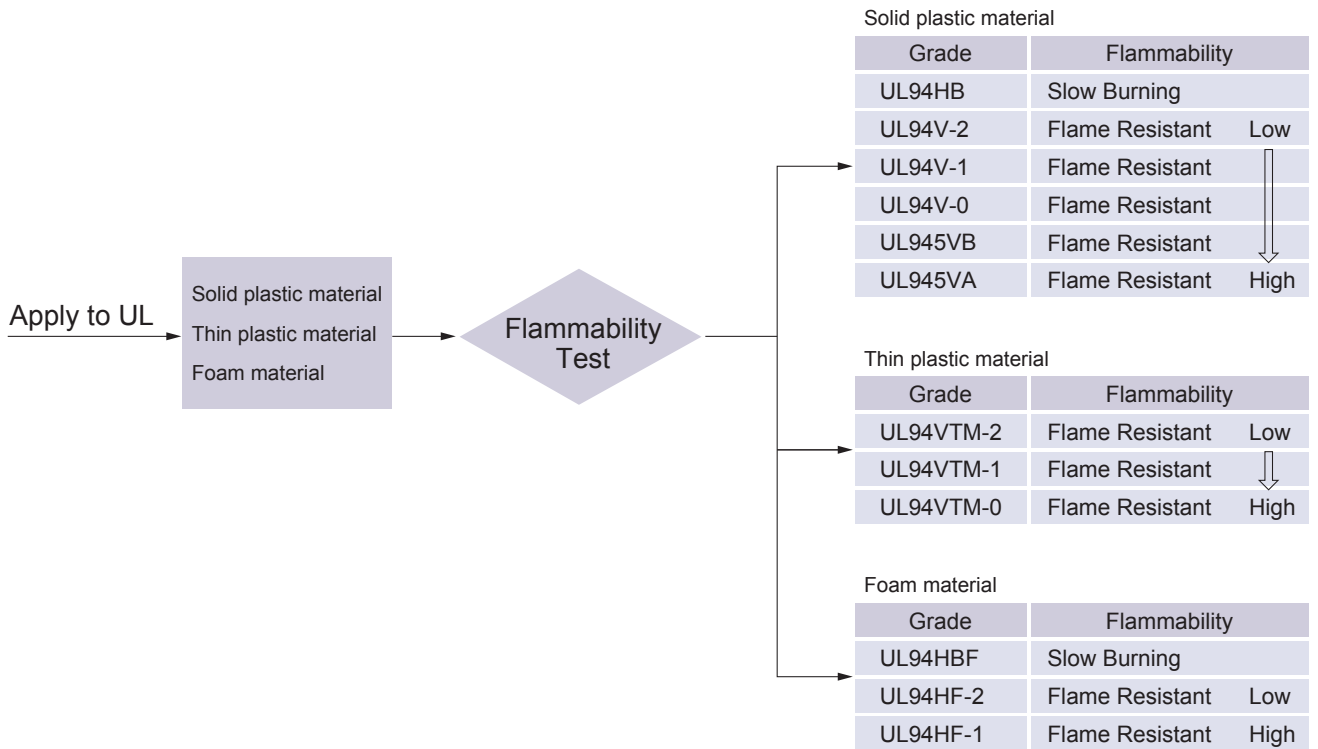 Apply to UL
Solid plastic material
Thin plastic material
Foam material
Flammability
Test
Solid plastic material
Grade Flammability
UL94HB Slow Burning
UL94V-2 Flame Resistant Low
UL94V-1 Flame Resistant
UL94V-0 Flame Resistant
UL945VB Flame Resistant
UL945VA Flame Resistant High
Thin plastic material
Grade Flammability
UL94VTM-2 Flame Resistant Low
UL94VTM-1 Flame Resistant
UL94VTM-0 Flame Resistant High
Foam material
Grade Flammability
UL94HBF Slow Burning
UL94HF-2 Flame Resistant Low
UL94HF-1 Flame Resistant High